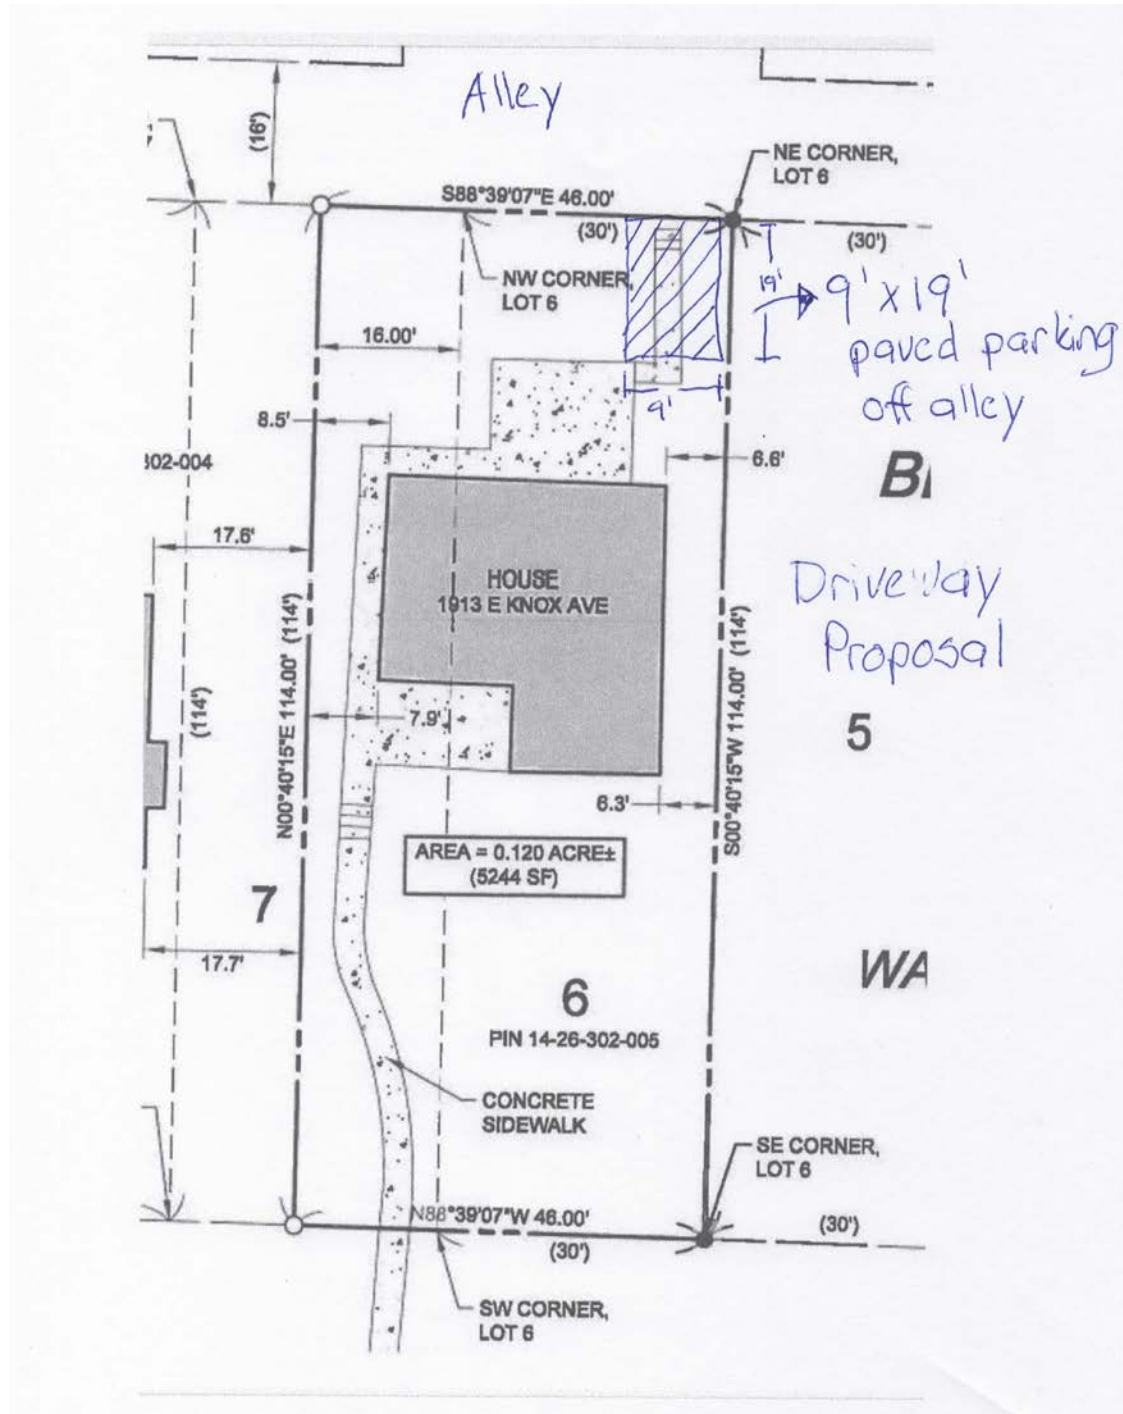 Alley
(16')
NE CORNER,
LOT 6
S88°39'07"E 46.00'
(30')
(30')
NW CORNER,
LOT 6
19'
9' x 19'
paved parking
off alley
16.00'
9'
8.5'
6.6'
302-004
17.6'
HOUSE
1913 E KNOX AVE
Driveway
Proposal
(114')
N00°40'15"E 114.00' (114')
S00°40'15"W 114.00' (114')
7.9'
5
6.3'
AREA = 0.120 ACRE±
(5244 SF)
7
17.7'
WA
6
PIN 14-26-302-005
CONCRETE
SIDEWALK
SE CORNER,
LOT 6
N88°39'07"W 46.00'
(30')
(30')
SW CORNER,
LOT 6